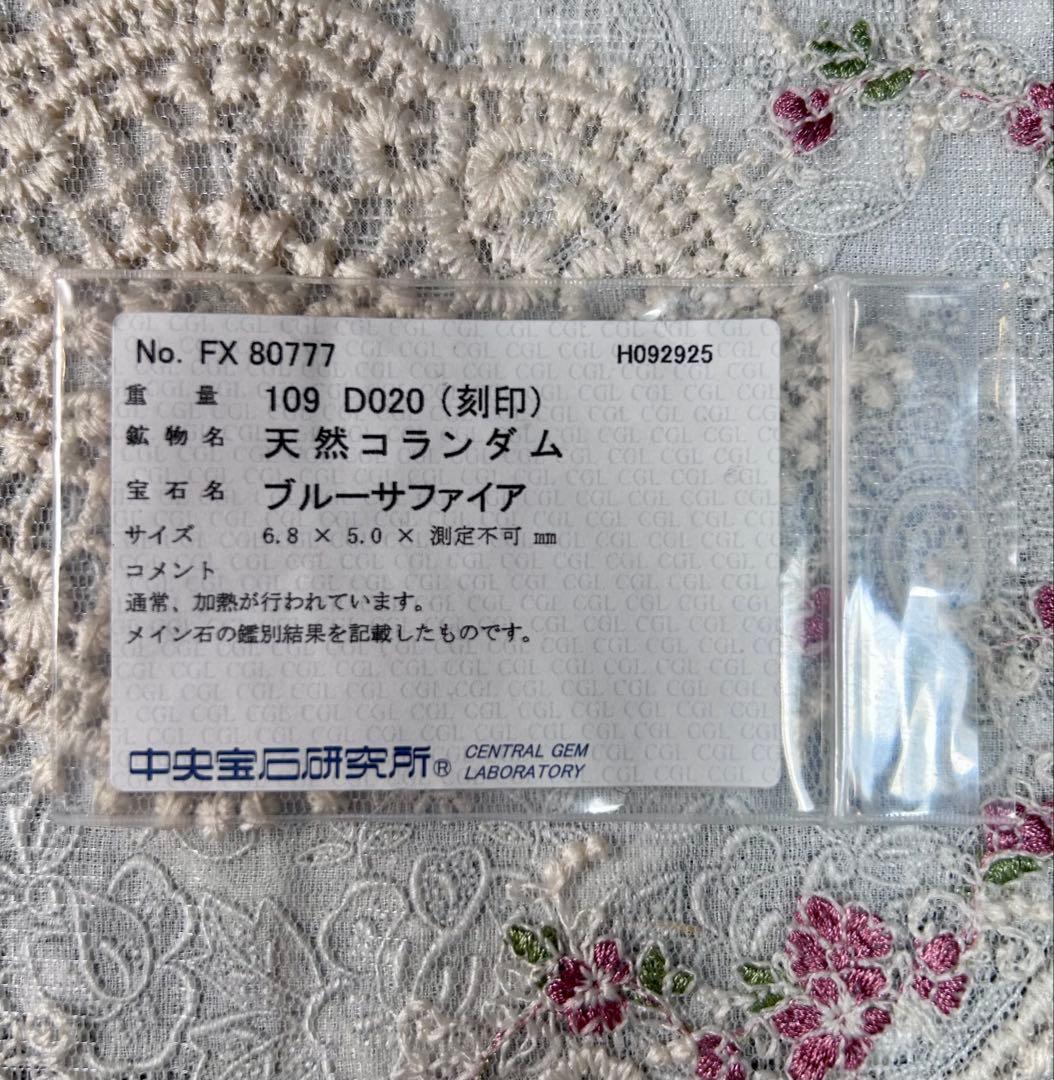 No. FX 80777 H092925
重量 109 D020 (刻印)
鉱物名 天然コランダム
宝石名 ブルーサファイア
サイズ 6.8 × 5.0 × 測定不可 mm
コメント
通常、加熱が行われています。
メイン石の鑑別結果を記載したものです。
中央宝石研究所® CENTRAL GEM
LABORATORY